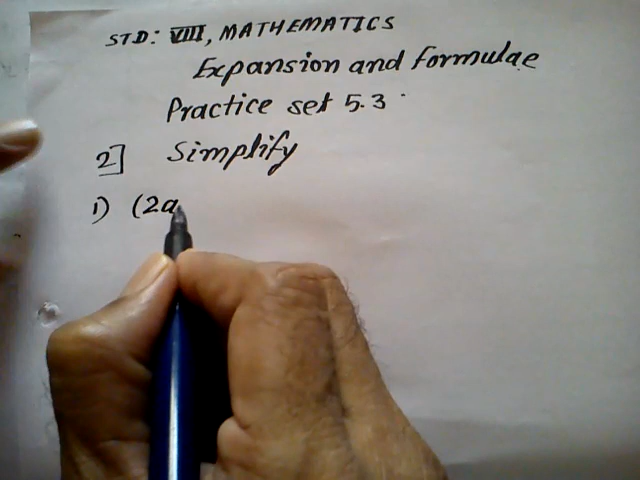 STD: VIII, MATHEMATICS
Expansion and formulae
Practice set 5.3
2] Simplify
1) (2a